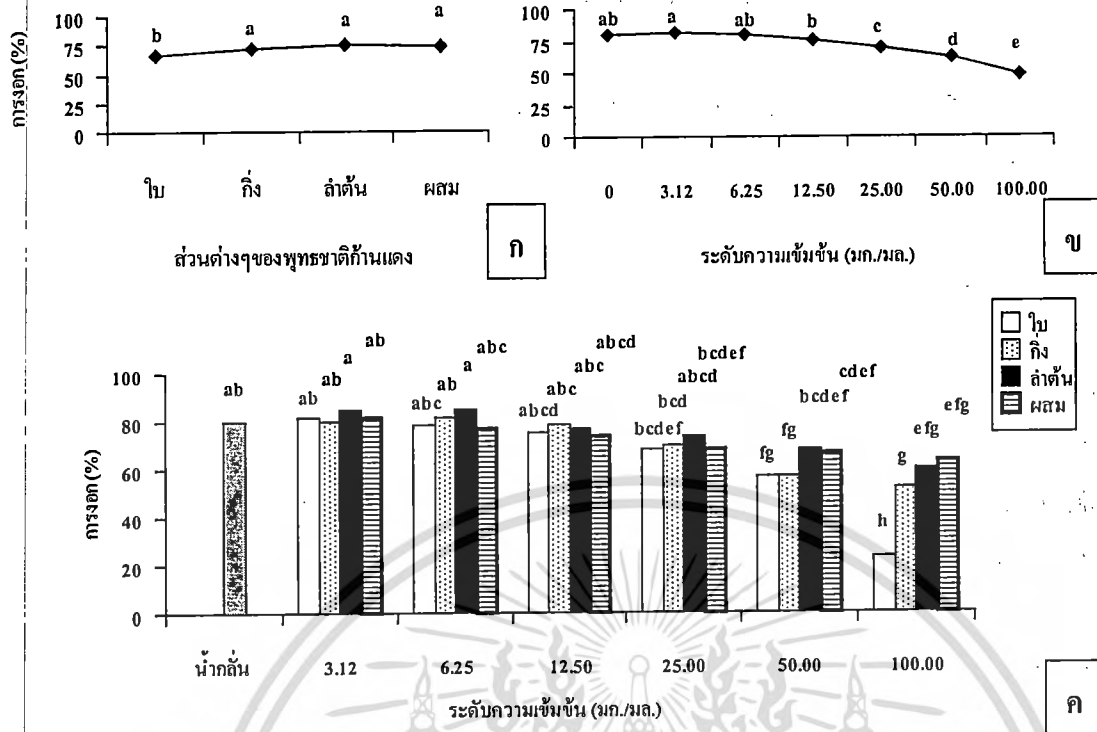 การงอก (%)
100
75
50
25
0
b a a a
ใบ กิ่ง ลำต้น ผสม
ส่วนต่างๆของพุทธชาติก้านแดง
ก
100
75
50
25
0
ab a ab b c d e
0 3.12 6.25 12.50 25.00 50.00 100.00
ระดับความเข้มข้น (มก./มล.)
ข
ใบ
กิ่ง
ลำต้น
ผสม
การงอก (%)
100
80
60
40
20
0
ab
ab ab a ab
abc ab a abc
abcd abc abc abcd
bcdef bcd abcd bcdef
fg fg bcdef cdef
h g efg efg
น้ำกลั่น 3.12 6.25 12.50 25.00 50.00 100.00
ระดับความเข้มข้น (มก./มล.)
ค